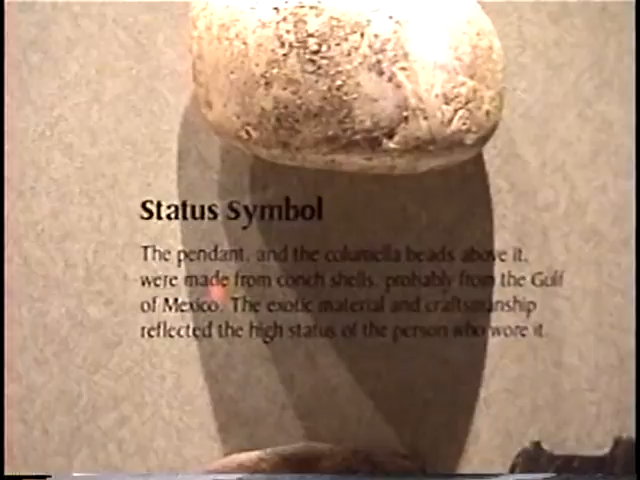 Status Symbol
The pendant, and the columella beads above it,
were made from conch shells, probably from the Gulf
of Mexico. The exotic material and craftsmanship
reflected the high status of the person who wore it.